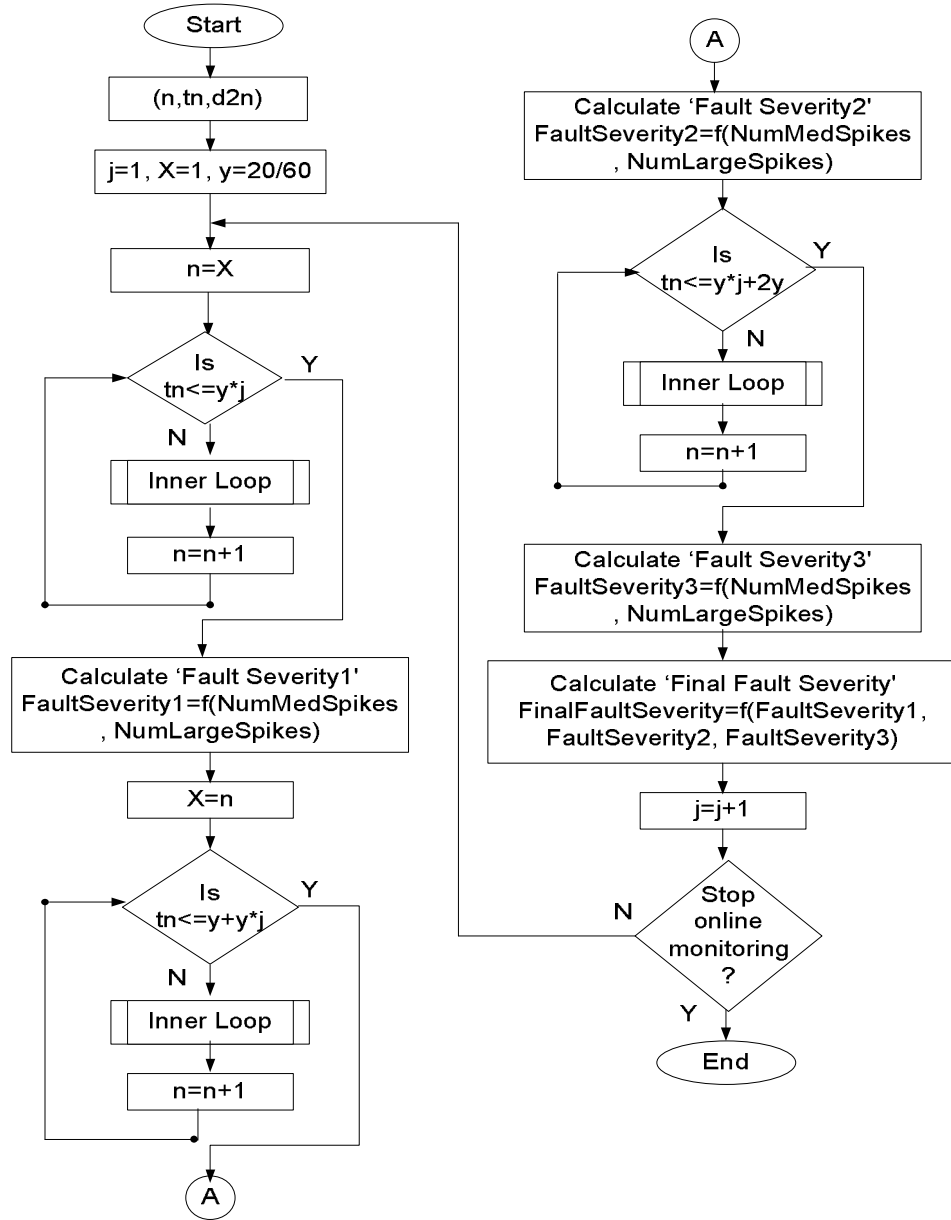 Start
(n,tn,d2n)
j=1, X=1, y=20/60
n=X
Is
tn<=y*j
Y
N
Inner Loop
n=n+1
Calculate ‘Fault Severity1'
FaultSeverity1=f(NumMedSpikes
, NumLargeSpikes)
X=n
Is
tn<=y+y*j
Y
N
Inner Loop
n=n+1
A
A
Calculate ‘Fault Severity2'
FaultSeverity2=f(NumMedSpikes
, NumLargeSpikes)
Is
tn<=y*j+2y
Y
N
Inner Loop
n=n+1
Calculate ‘Fault Severity3'
FaultSeverity3=f(NumMedSpikes
, NumLargeSpikes)
Calculate ‘Final Fault Severity'
FinalFaultSeverity=f(FaultSeverity1,
FaultSeverity2, FaultSeverity3)
j=j+1
Stop
online
monitoring
?
N
Y
End